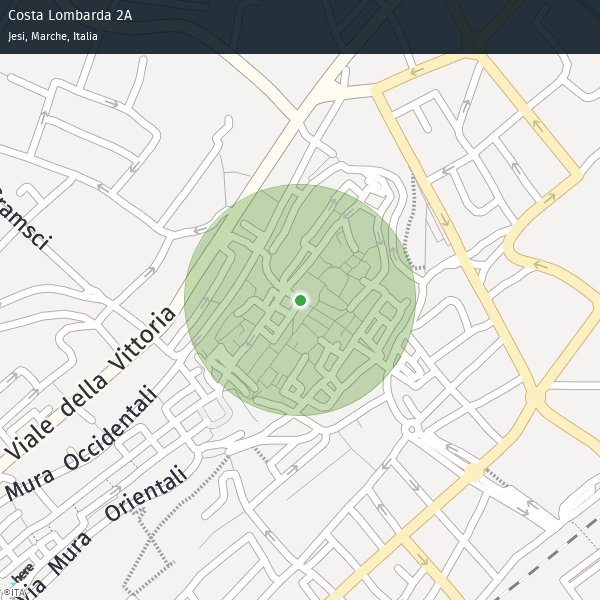 Costa Lombarda 2A
Jesi, Marche, Italia
Gramsci
Viale della Vittoria
Mura Occidentali
Via Mura Orientali
here
©ITA